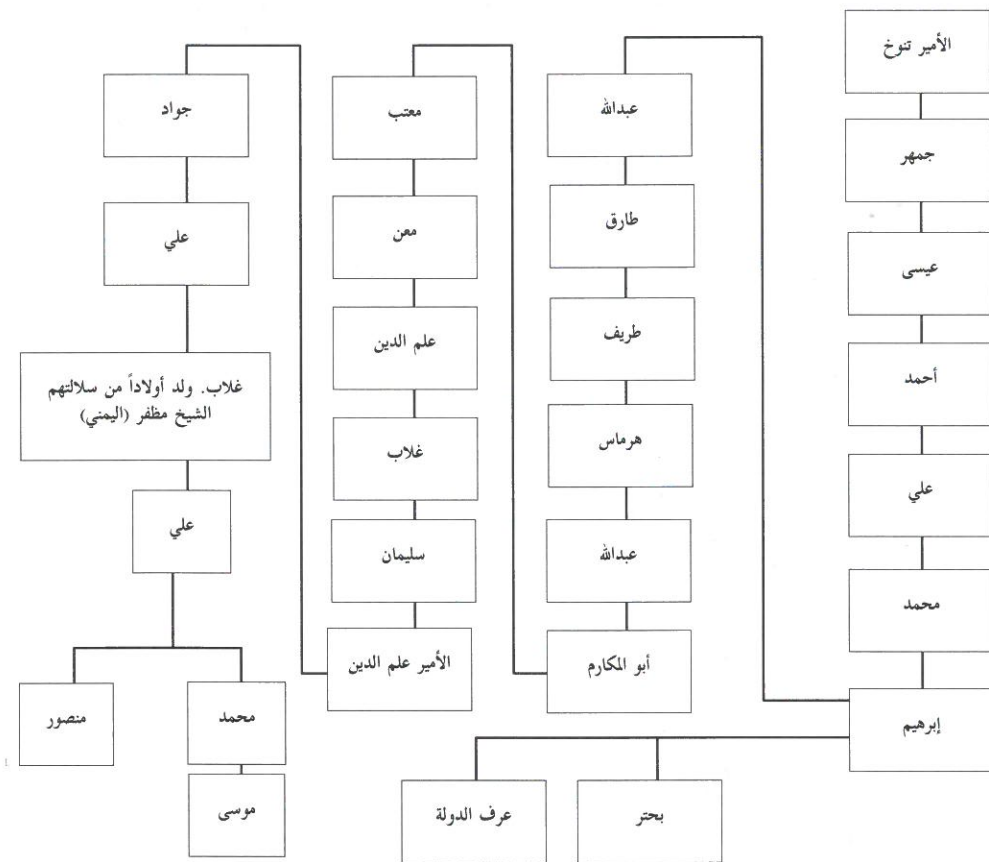 الأمير تنوخ
جمهر
عيسى
أحمد
علي
محمد
إبرهيم
بحتر
عرف الدولة
عبدالله
طارق
طريف
هرماس
عبدالله
أبو المكارم
معتب
معن
علم الدين
غلاب
سليمان
الأمير علم الدين
جواد
علي
غلاب. ولد أولاداً من سلالتهم
الشيخ مظفر (اليمني)
علي
محمد
منصور
موسى